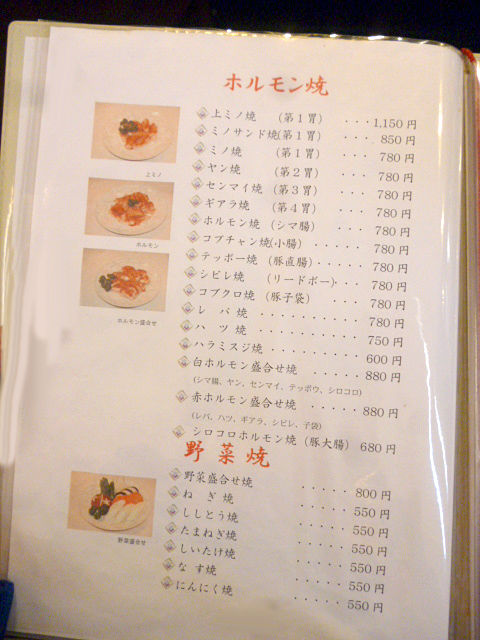 ホルモン焼
上ミノ焼 (第1胃) ・・・1,150円
ミノサンド焼(第1胃) ・・・850円
ミノ焼 (第1胃) ・・・780円
ヤン焼 (第2胃) ・・・780円
センマイ焼 (第3胃) ・・・780円
ギアラ焼 (第4胃) ・・・780円
ホルモン焼 (シマ腸) ・・・780円
コブチャン焼(小腸) ・・・・・780円
テッポー焼 (豚直腸)・・・・・780円
シビレ焼 (リードボー)・・・780円
コブクロ焼 (豚子袋) ・・・780円
レバ焼 ・・・・・・・・・・780円
ハツ焼 ・・・・・・・・・・750円
ハラミスジ焼 ・・・・・・・・・600円
白ホルモン盛合せ焼 ・・・・・880円
(シマ腸、ヤン、センマイ、テッポウ、シロコロ)
赤ホルモン盛合せ焼 ・・・・・880円
(レバ、ハツ、ギアラ、シビレ、子袋)
シロコロホルモン焼 (豚大腸) 680円
上ミノ
ホルモン
ホルモン盛合せ
野菜焼
野菜盛合せ焼 ・・・・・800円
ねぎ焼 ・・・・・550円
ししとう焼 ・・・・・550円
たまねぎ焼 ・・・・・550円
しいたけ焼 ・・・・・550円
なす焼 ・・・・・550円
にんにく焼 ・・・・・550円
野菜盛合せ